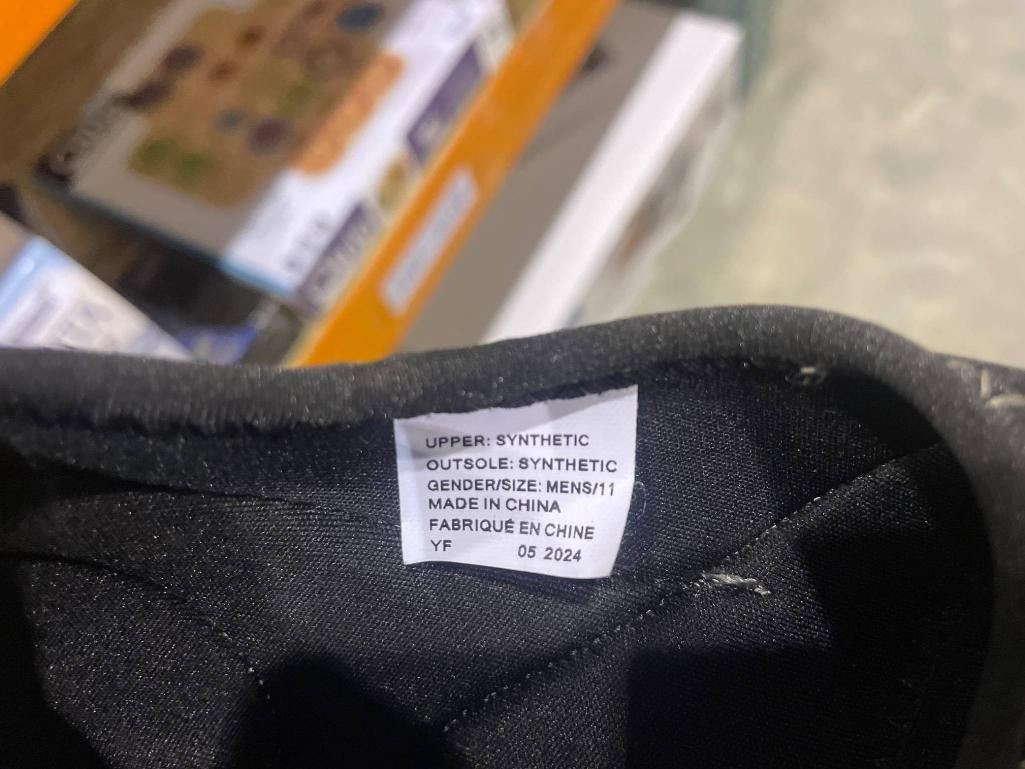 UPPER: SYNTHETIC
OUTSOLE: SYNTHETIC
GENDER/SIZE: MENS/11
MADE IN CHINA
FABRIQUÉ EN CHINE
YF 05 2024